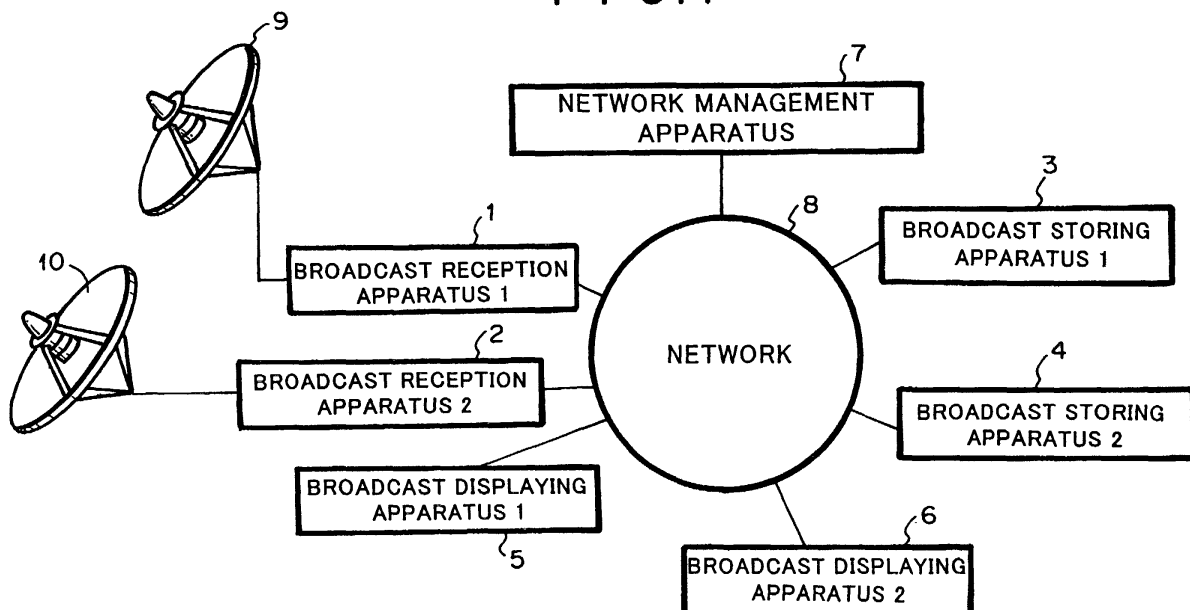 9
7
NETWORK MANAGEMENT
APPARATUS
3
8
BROADCAST STORING
APPARATUS 1
1
BROADCAST RECEPTION
APPARATUS 1
10
2
BROADCAST RECEPTION
APPARATUS 2
NETWORK
4
BROADCAST STORING
APPARATUS 2
BROADCAST DISPLAYING
APPARATUS 1
5
6
BROADCAST DISPLAYING
APPARATUS 2